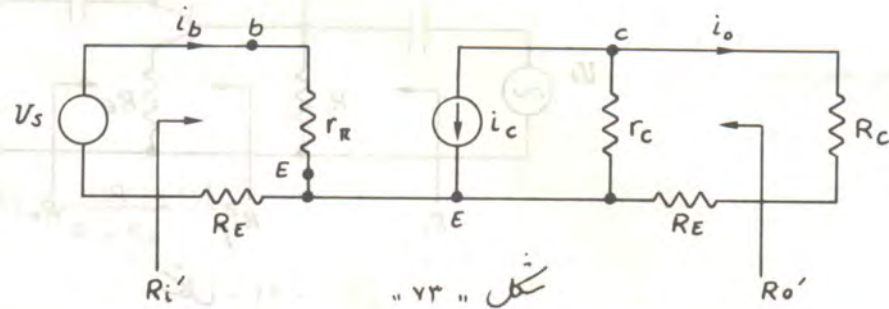 i_b b c i_o
V_s r_π i_c r_c R_C
E
R_E E R_E
R_i' R_o'
شکل „ ۷۳ „